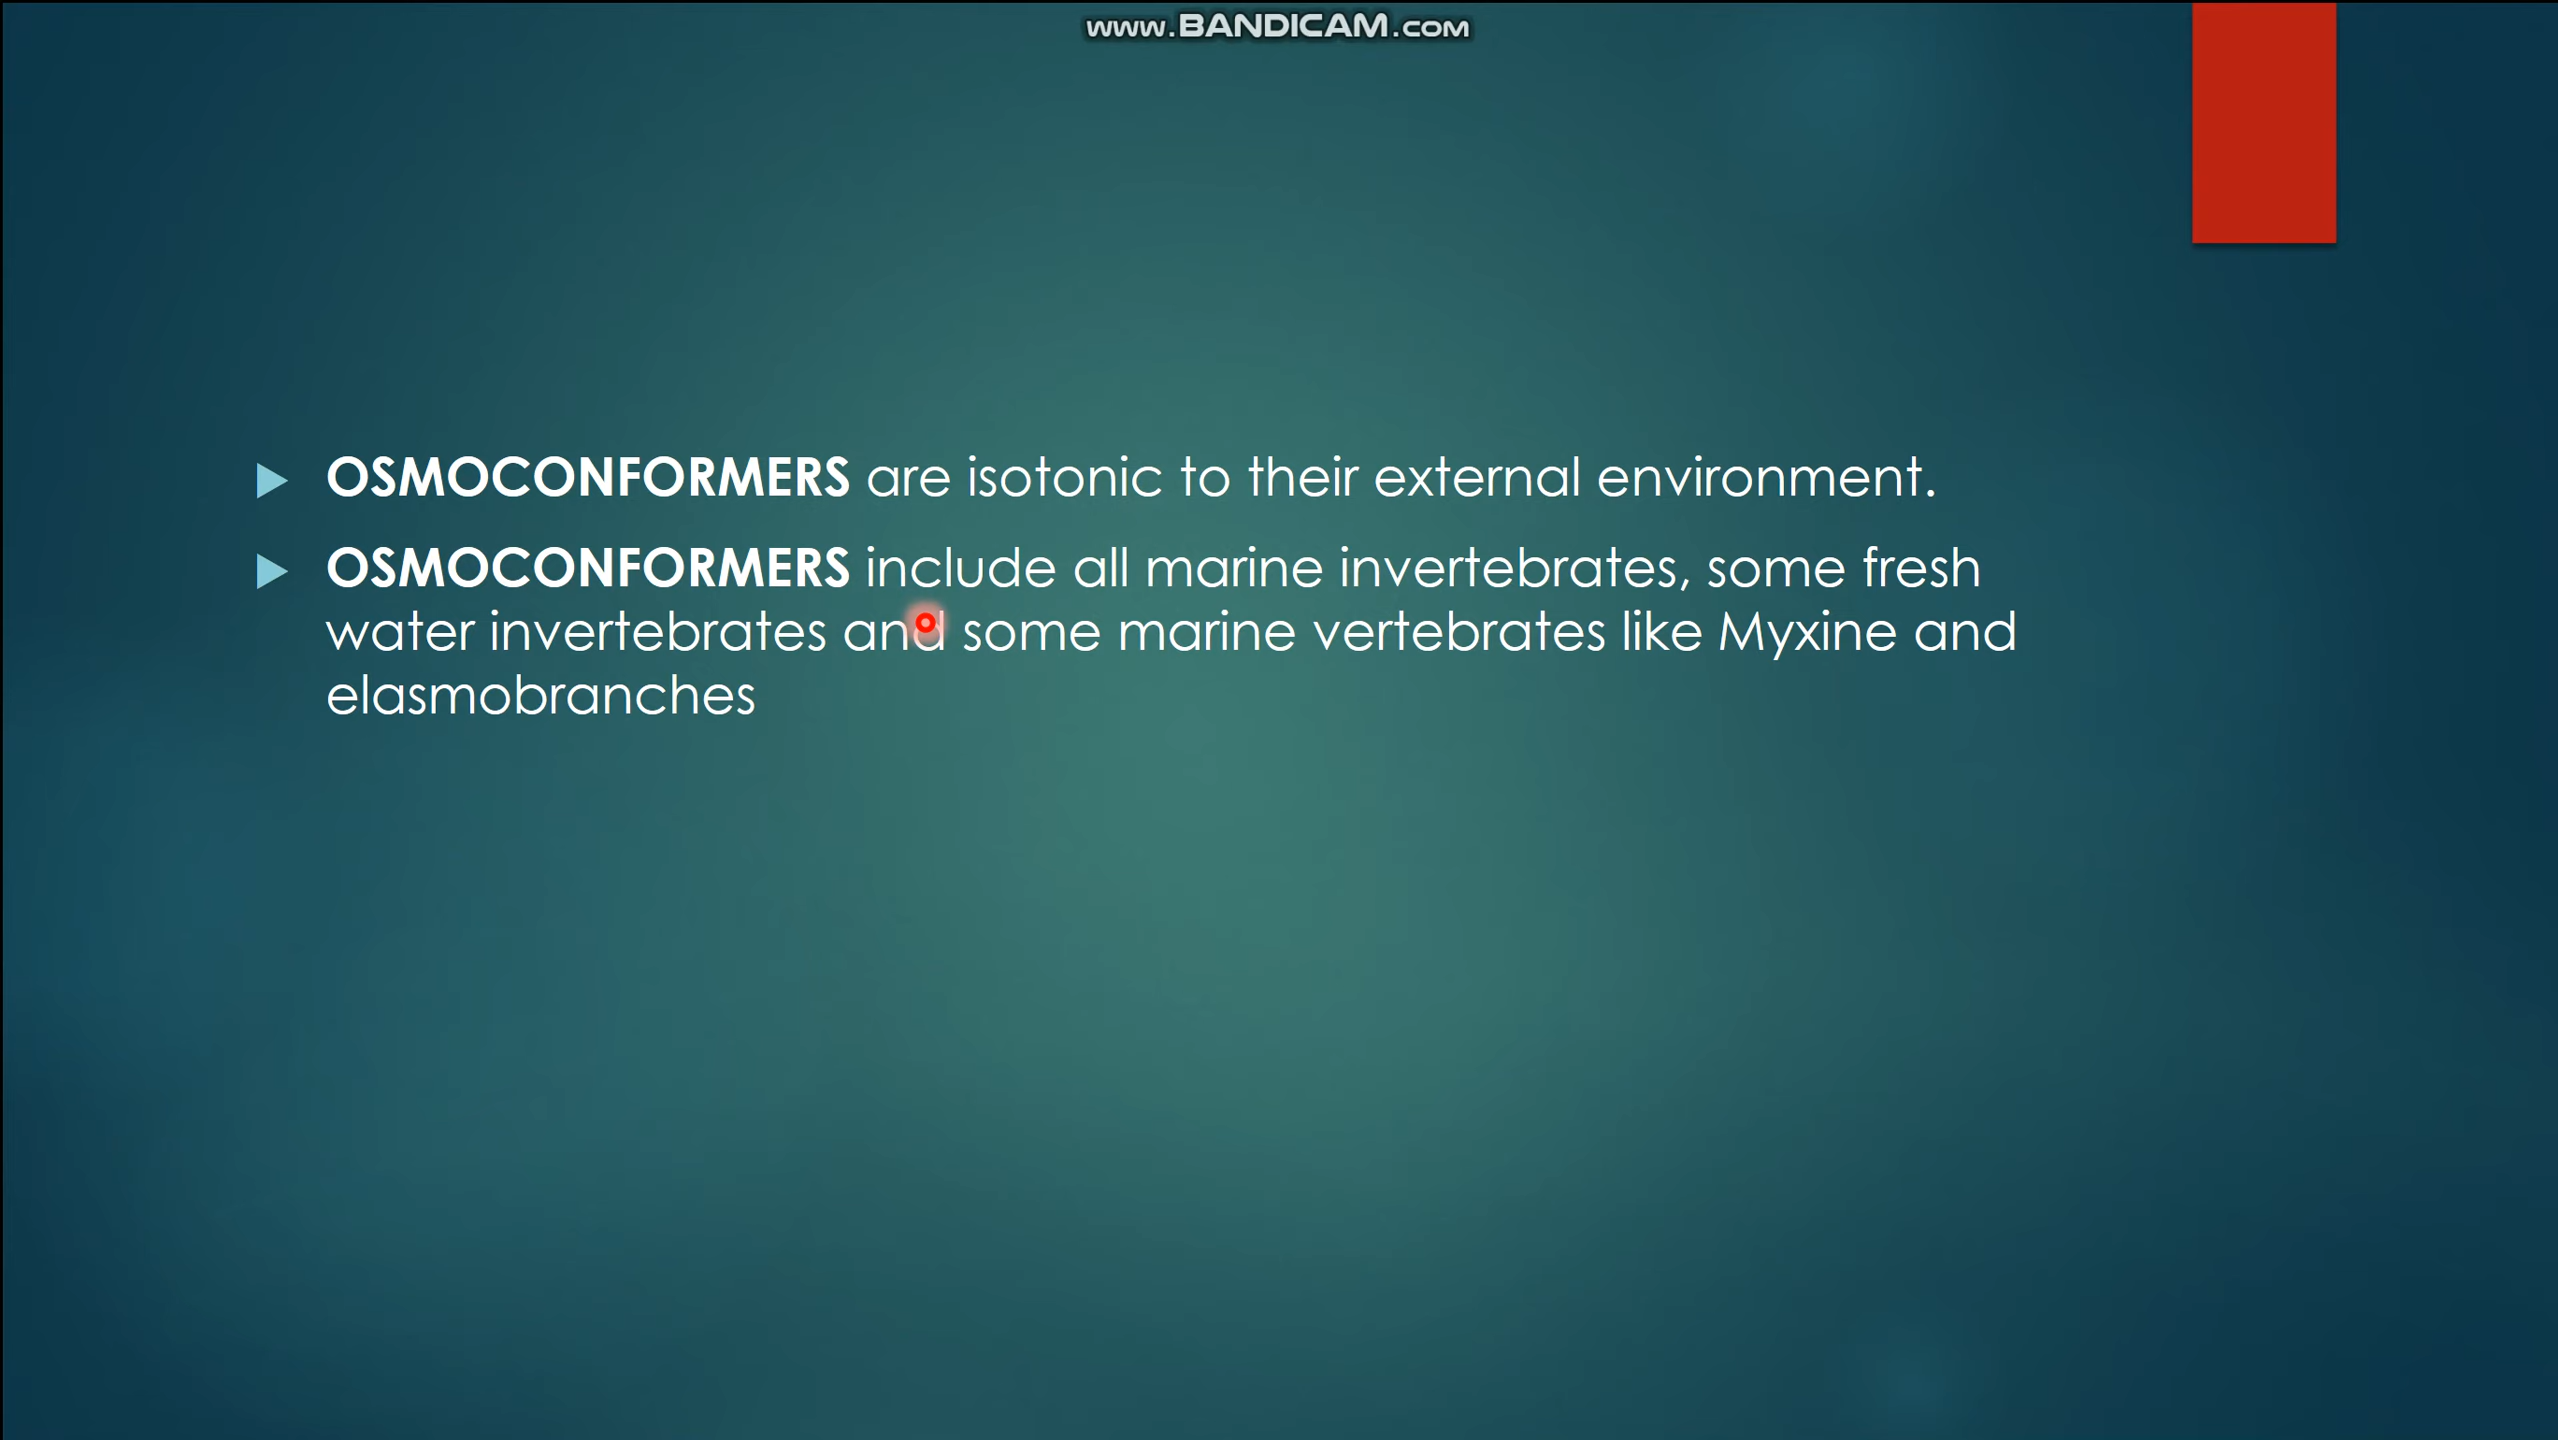 www.BANDICAM.com
OSMOCONFORMERS are isotonic to their external environment.
OSMOCONFORMERS include all marine invertebrates, some fresh
water invertebrates and some marine vertebrates like Myxine and
elasmobranches